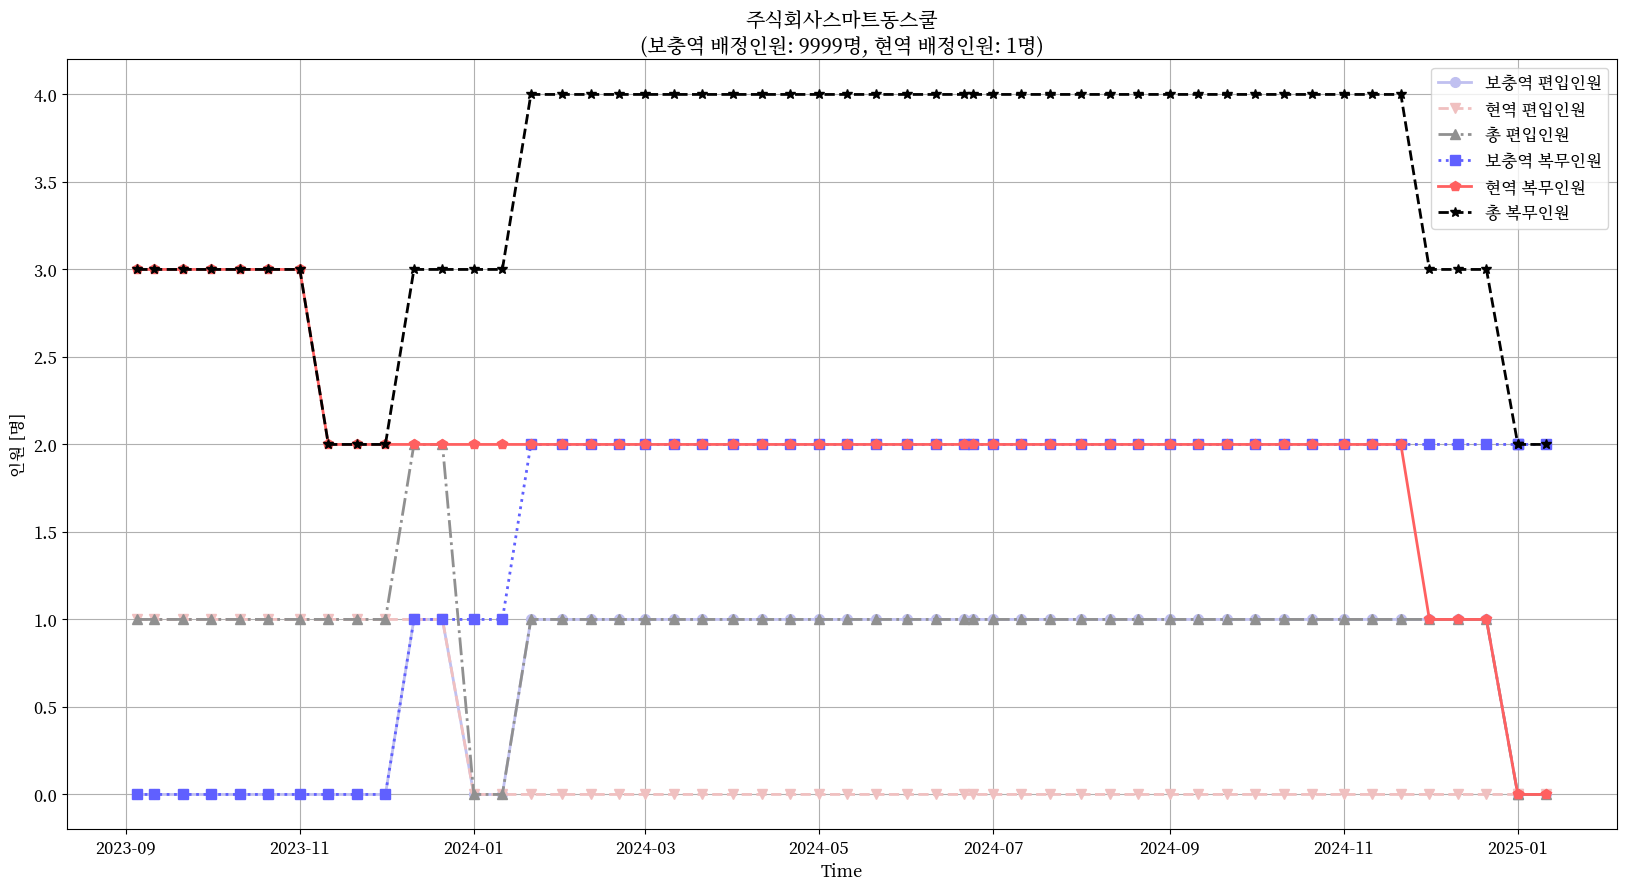 주식회사스마트동스쿨
(보충역 배정인원: 9999명, 현역 배정인원: 1명)
인원 [명]
4.0
3.5
3.0
2.5
2.0
1.5
1.0
0.5
0.0
보충역 편입인원
현역 편입인원
총 편입인원
보충역 복무인원
현역 복무인원
총 복무인원
2023-09
2023-11
2024-01
2024-03
2024-05
2024-07
2024-09
2024-11
2025-01
Time